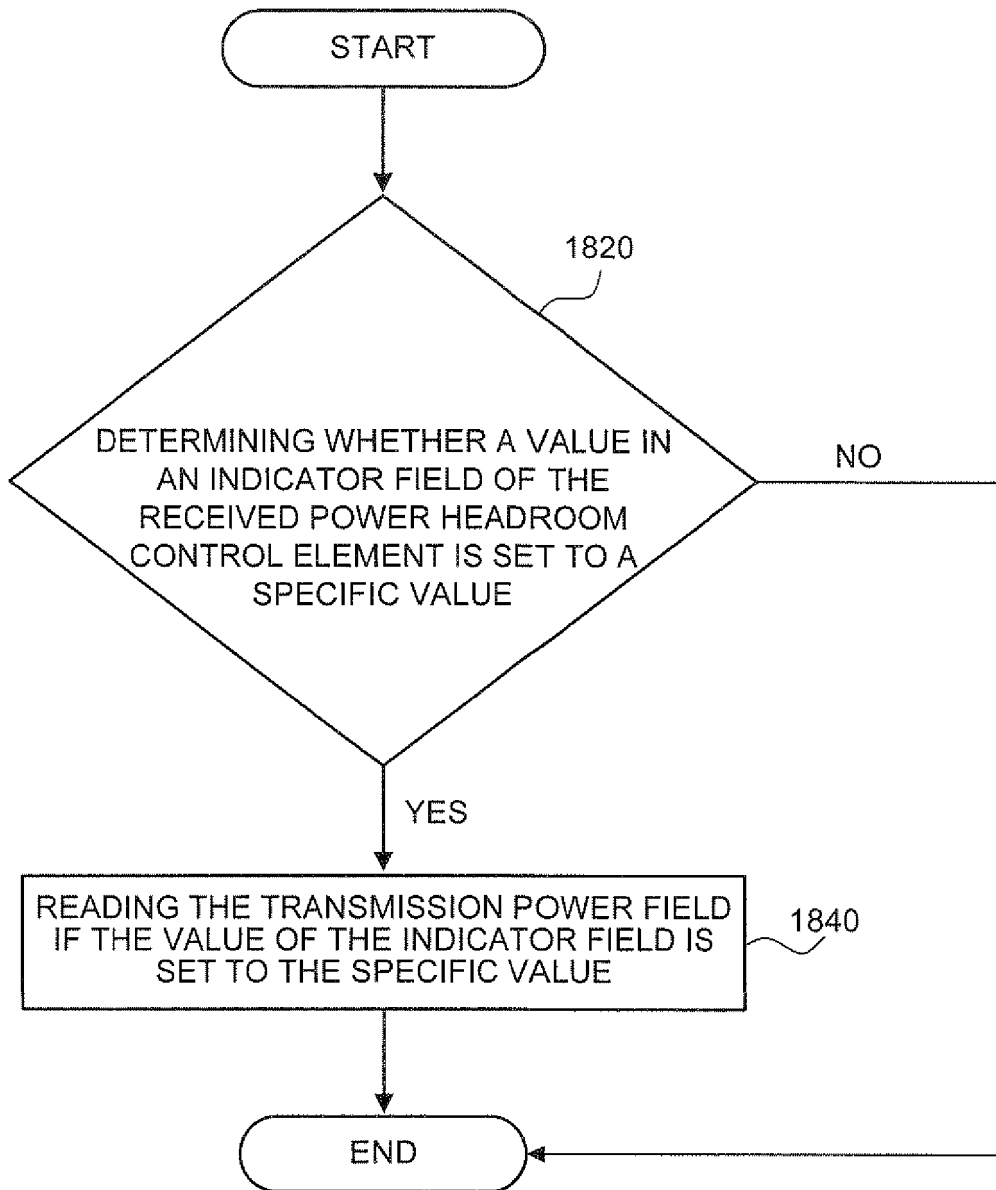 START
1820
DETERMINING WHETHER A VALUE IN
AN INDICATOR FIELD OF THE
RECEIVED POWER HEADROOM
CONTROL ELEMENT IS SET TO A
SPECIFIC VALUE
NO
YES
READING THE TRANSMISSION POWER FIELD
IF THE VALUE OF THE INDICATOR FIELD IS
SET TO THE SPECIFIC VALUE
1840
END